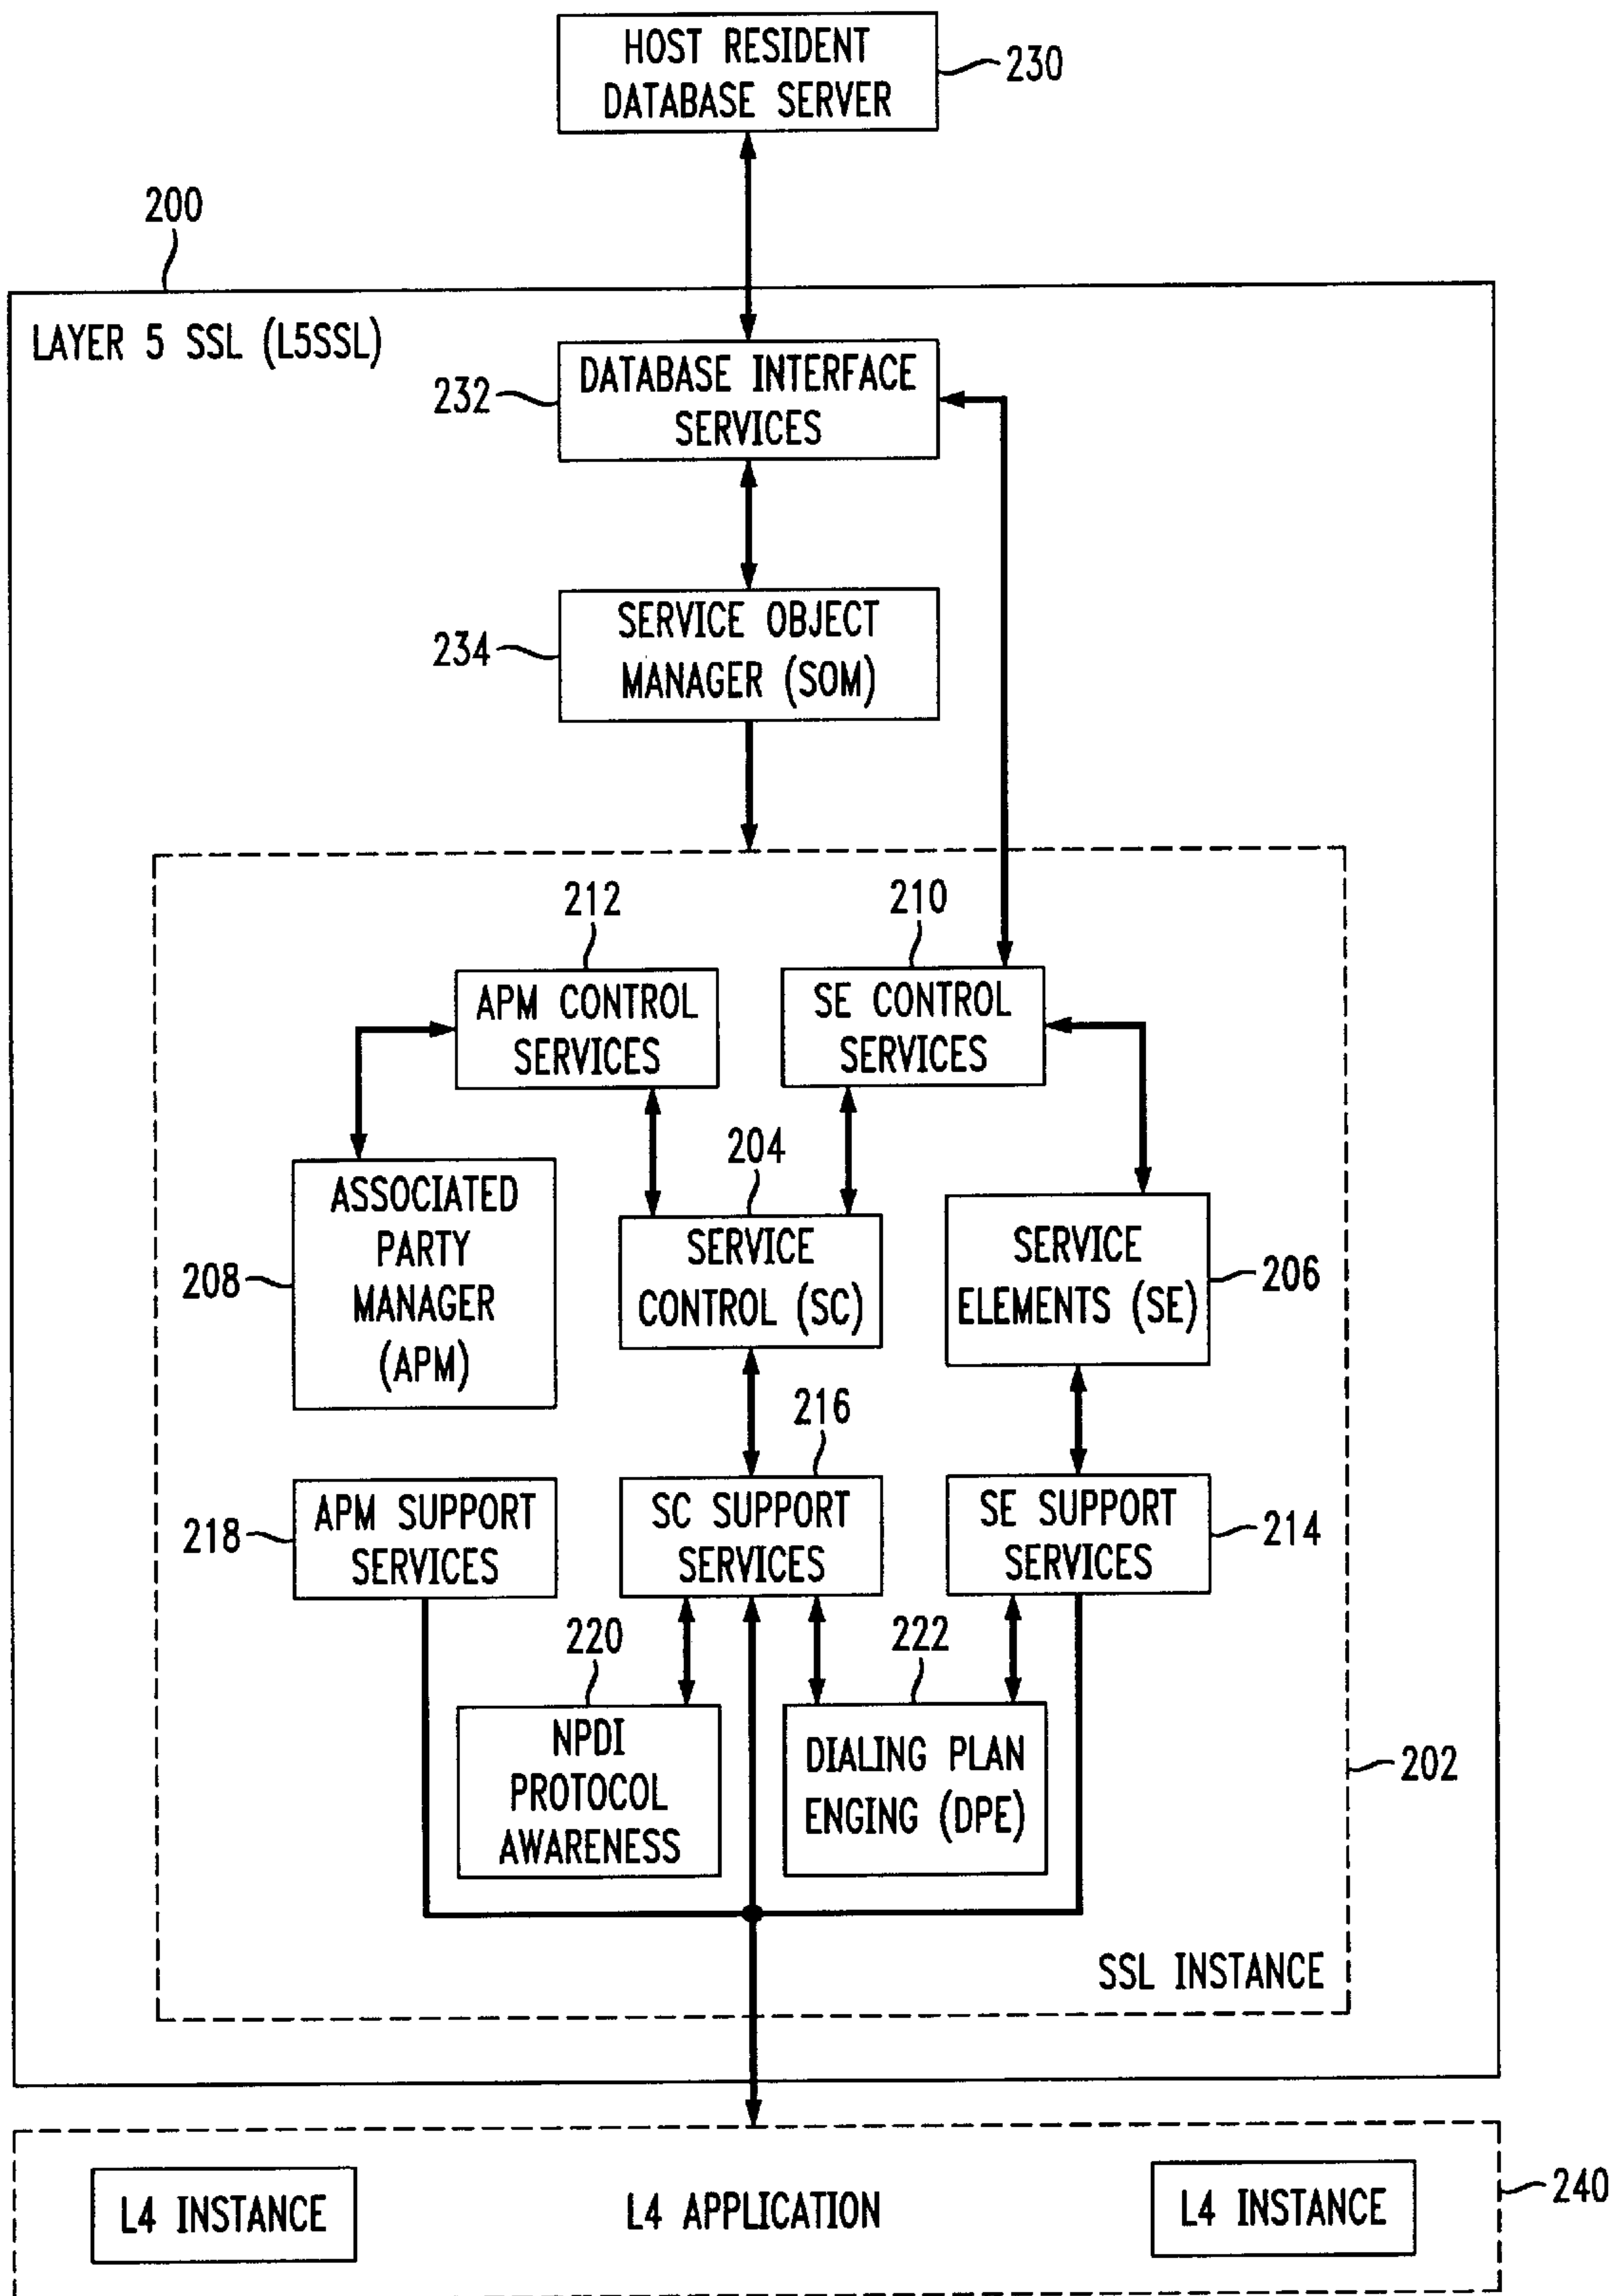 HOST RESIDENT
DATABASE SERVER
230
200
LAYER 5 SSL (L5SSL)
232
DATABASE INTERFACE
SERVICES
234
SERVICE OBJECT
MANAGER (SOM)
212
210
APM CONTROL
SERVICES
SE CONTROL
SERVICES
204
208
ASSOCIATED
PARTY
MANAGER
(APM)
SERVICE
CONTROL (SC)
SERVICE
ELEMENTS (SE)
206
216
218
APM SUPPORT
SERVICES
SC SUPPORT
SERVICES
SE SUPPORT
SERVICES
214
220
222
NPDI
PROTOCOL
AWARENESS
DIALING PLAN
ENGING (DPE)
202
SSL INSTANCE
L4 INSTANCE
L4 APPLICATION
L4 INSTANCE
240